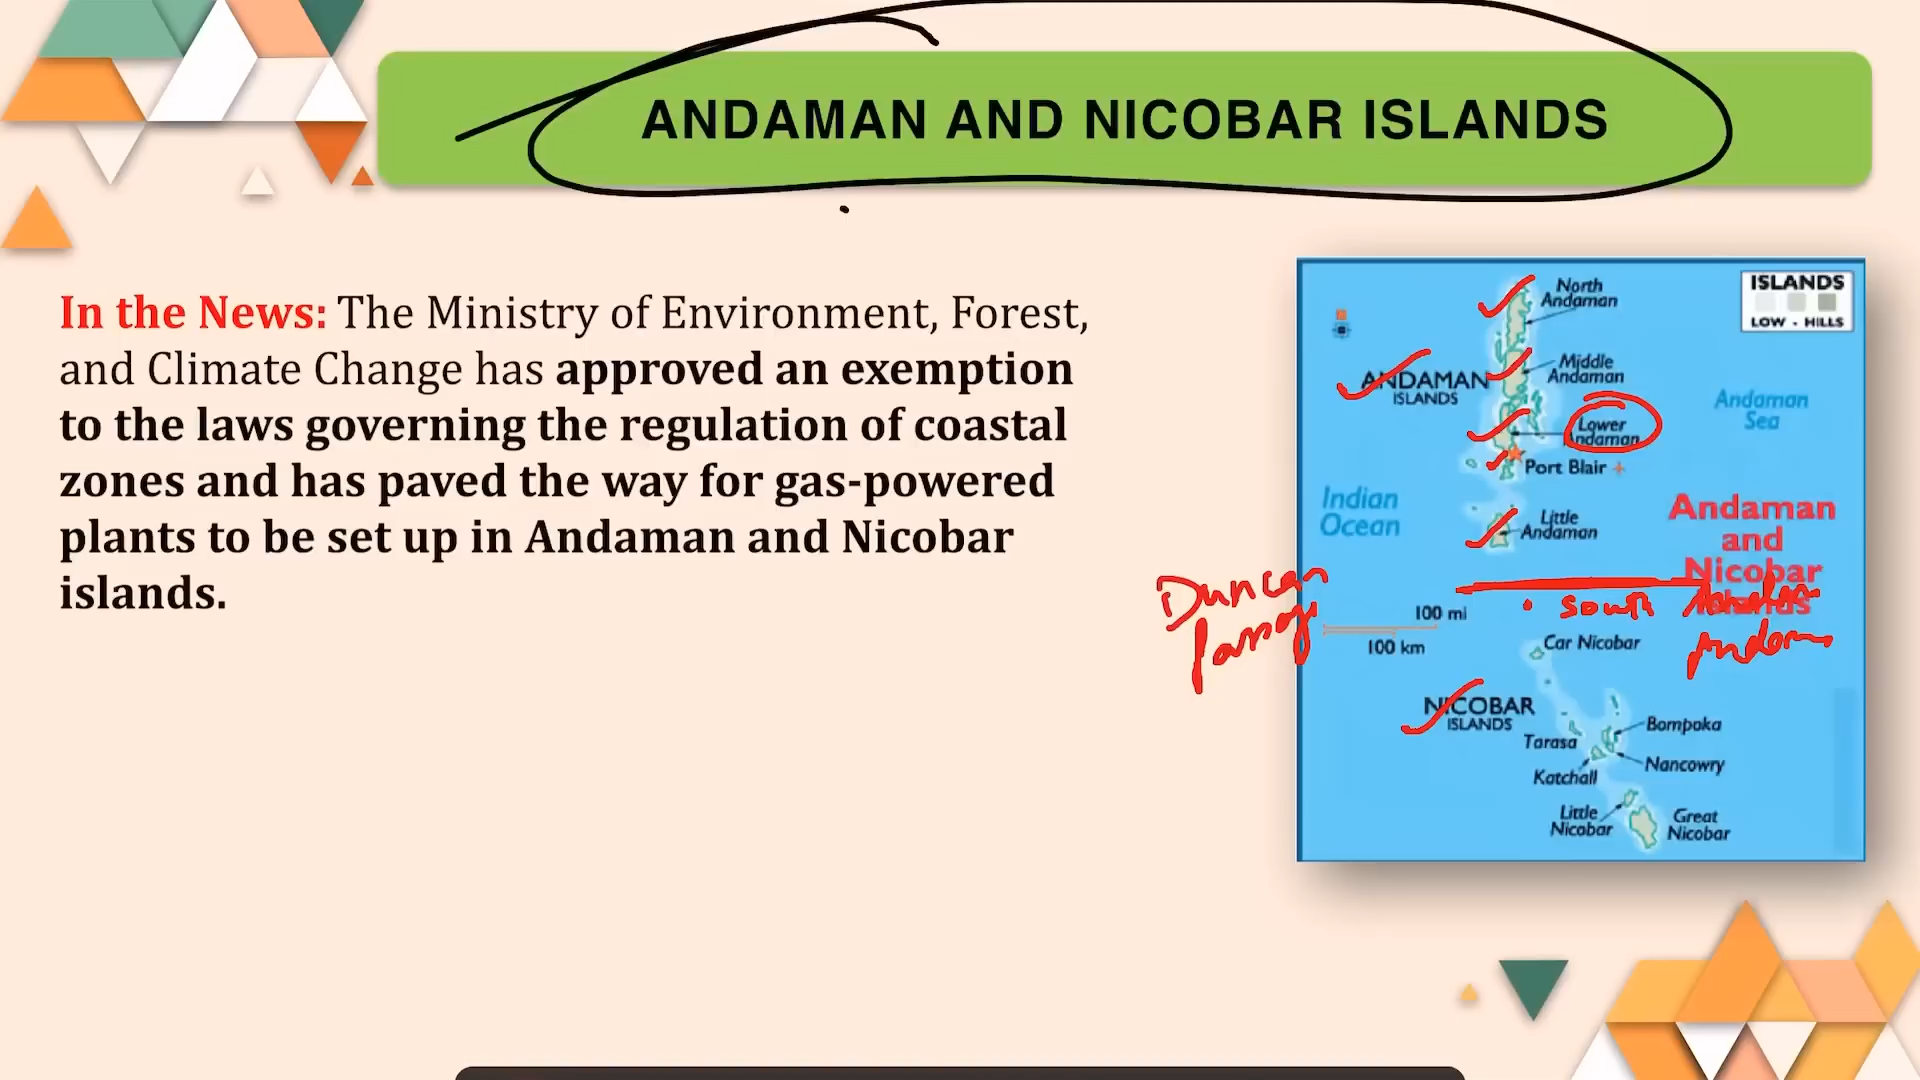 ANDAMAN AND NICOBAR ISLANDS
In the News: The Ministry of Environment, Forest,
and Climate Change has approved an exemption
to the laws governing the regulation of coastal
zones and has paved the way for gas-powered
plants to be set up in Andaman and Nicobar
islands.
ISLANDS
LOW - HILLS
North
Andaman
Middle
Andaman
ANDAMAN
ISLANDS
Andaman
Sea
Lower
Andaman
Port Blair
Indian
Ocean
Little
Andaman
Andaman
and
Nicobar
Islands
Duncan
Passage
South
100 mi
100 km
Car Nicobar
NICOBAR
ISLANDS
Bompoka
Tarasa
Nancowry
Katchall
Little
Nicobar
Great
Nicobar